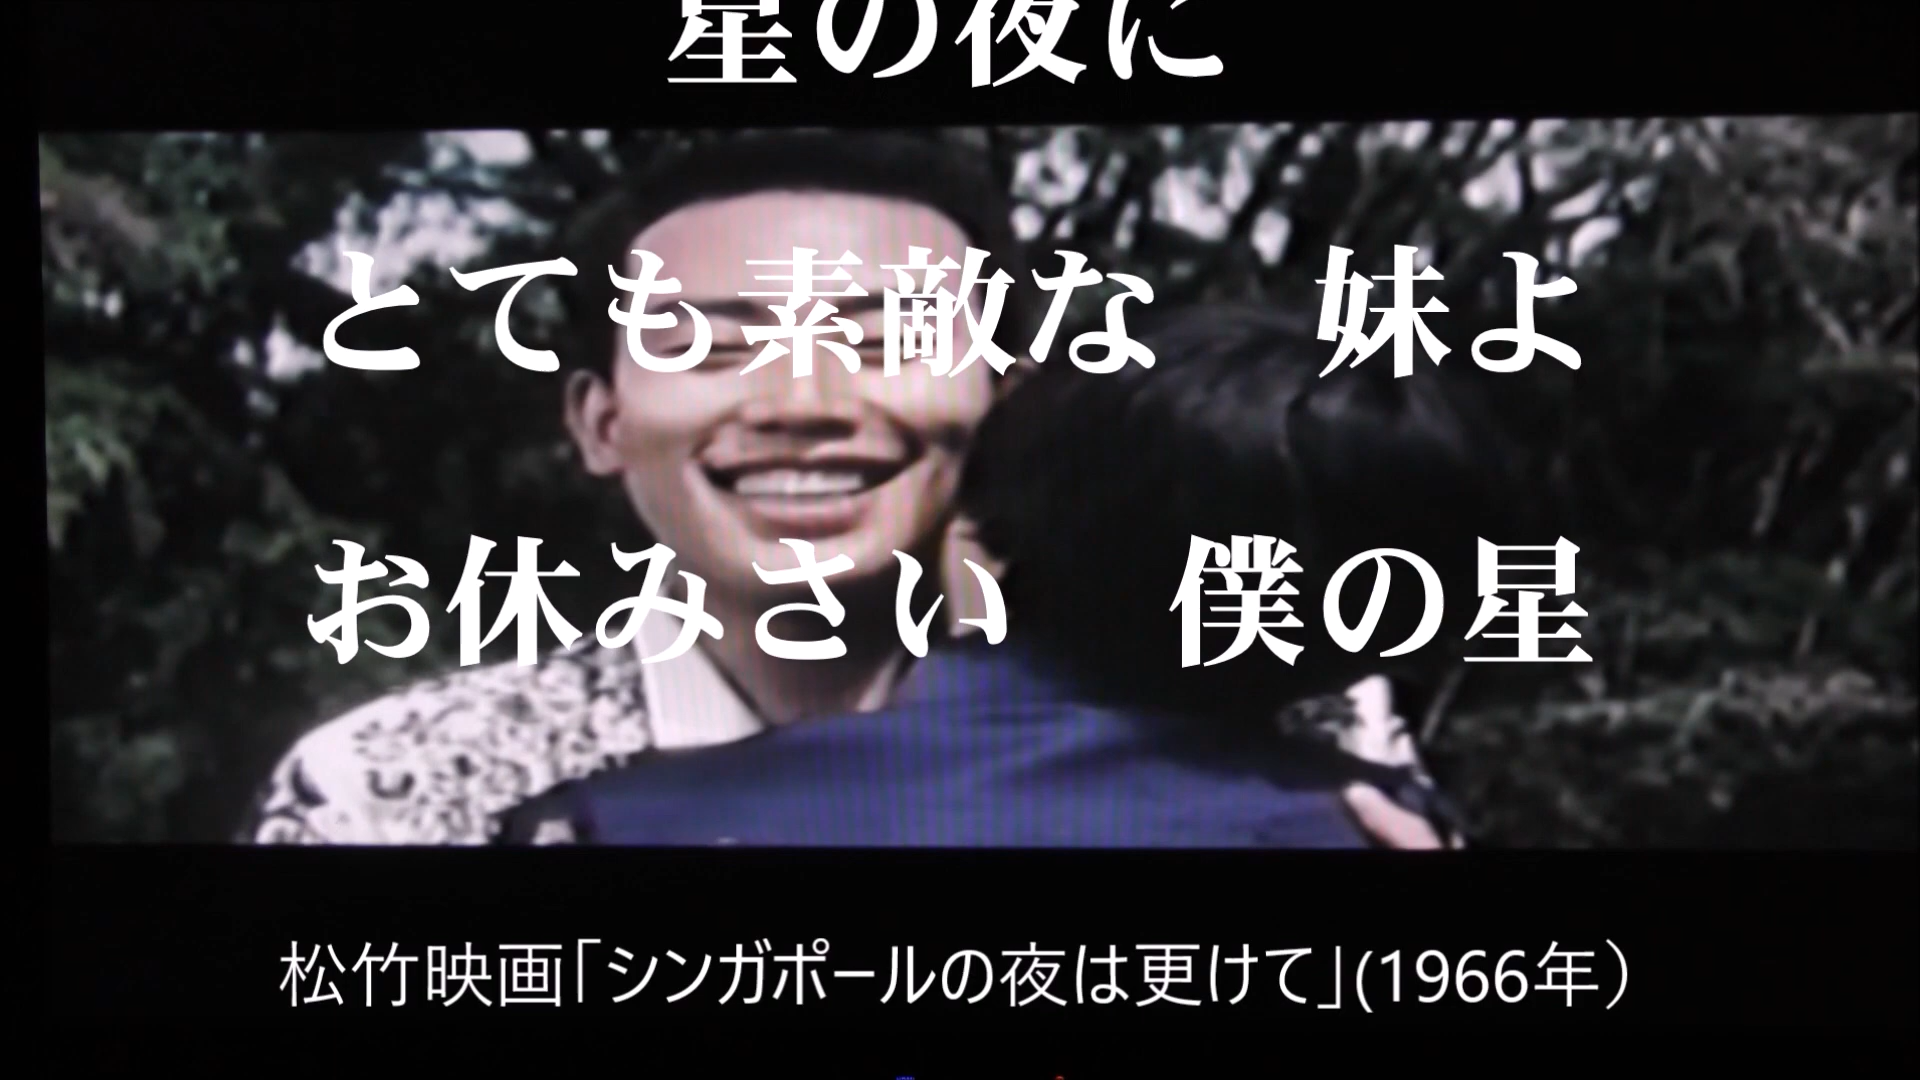 星の夜に
とても素敵な　妹よ
お休みさい　僕の星
松竹映画「シンガポールの夜は更けて」(1966年）